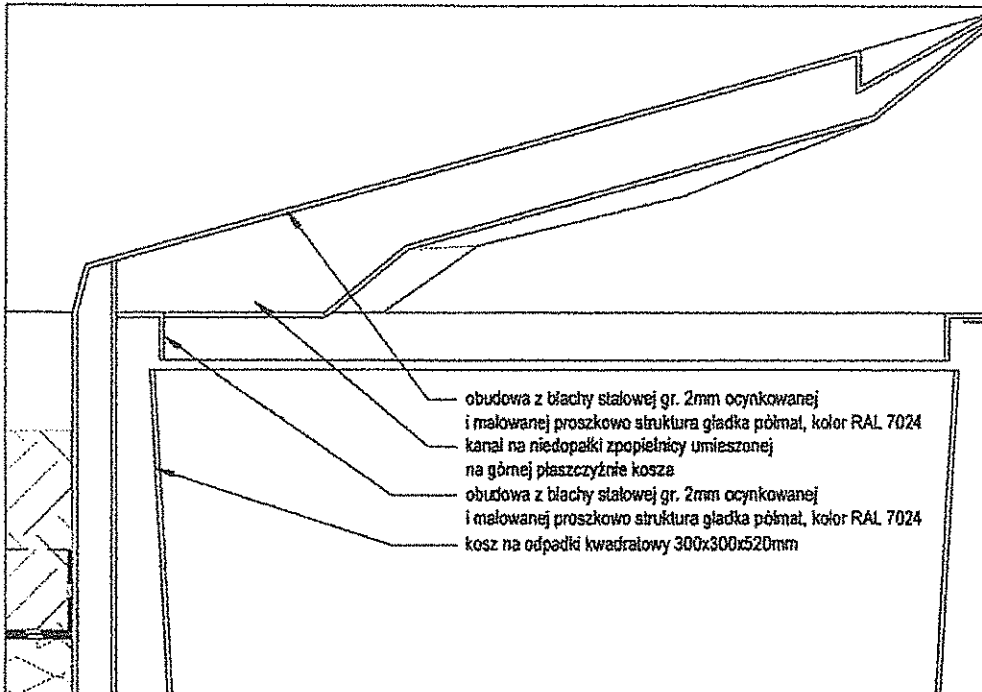 obudowa z blachy stalowej gr. 2mm ocynkowanej
i malowanej proszkowo struktura gładka półmat, kolor RAL 7024
kanał na niedopałki zpopielnicy umieszonej
na górnej płaszczyźnie kosza
obudowa z blachy stalowej gr. 2mm ocynkowanej
i malowanej proszkowo struktura gładka półmat, kolor RAL 7024
kosz na odpadki kwadratowy 300x300x520mm